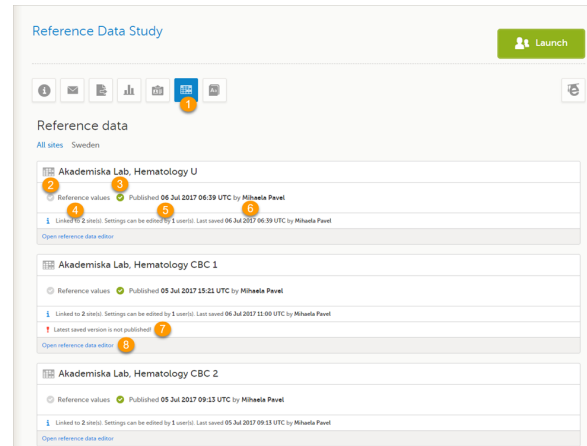 Reference Data Study
Launch
1
Reference data
All sites Sweden
Akademiska Lab, Hematology U
2 3
Reference values Published 06 Jul 2017 06:39 UTC by Mihaela Pavel
4 5 6
Linked to 2 site(s). Settings can be edited by 1 user(s). Last saved 06 Jul 2017 06:39 UTC by Mihaela Pavel
Open reference data editor
Akademiska Lab, Hematology CBC 1
Reference values Published 05 Jul 2017 15:21 UTC by Mihaela Pavel
Linked to 2 site(s). Settings can be edited by 1 user(s). Last saved 06 Jul 2017 11:00 UTC by Mihaela Pavel
Latest saved version is not published! 7
Open reference data editor 8
Akademiska Lab, Hematology CBC 2
Reference values Published 05 Jul 2017 09:13 UTC by Mihaela Pavel
Linked to 2 site(s). Settings can be edited by 1 user(s). Last saved 05 Jul 2017 09:13 UTC by Mihaela Pavel
Open reference data editor